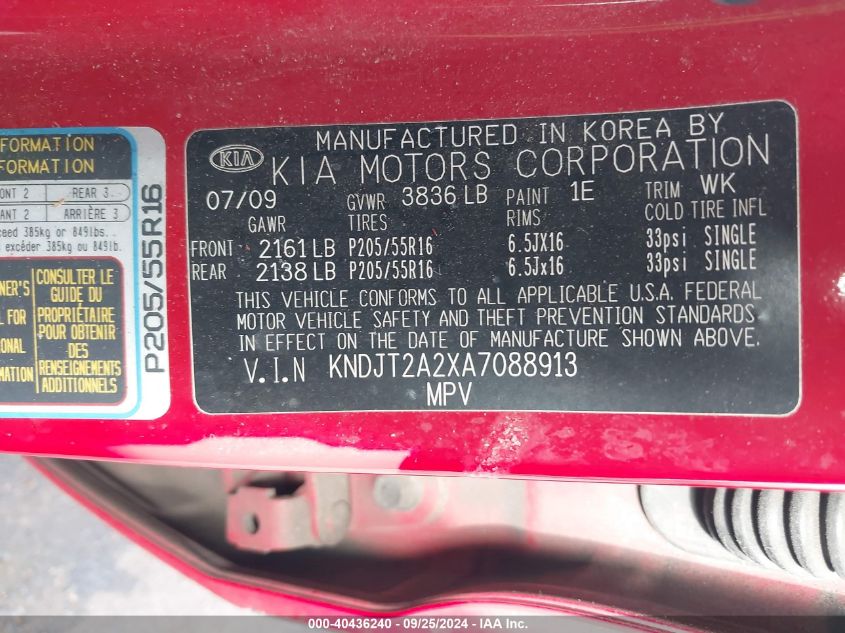 FORMATION
FORMATION
ONT 2 REAR 3
ANT 2 ARRIÈRE 3
ceed 385kg or 849lbs.
s excéder 385kg ou 849lb.
NER'S
L FOR
ONAL
MATION
CONSULTER LE
GUIDE DU
PROPRIÉTAIRE
POUR OBTENIR
DES
RENSEIGNEMENTS
ADDITIONNELS
P205/55R16
MANUFACTURED IN KOREA BY
KIA KIA MOTORS CORPORATION
07/09 GVWR 3836 LB PAINT 1E TRIM WK
GAWR TIRES RIMS COLD TIRE INFL
FRONT 2161 LB P205/55R16 6.5JX16 33psi SINGLE
REAR 2138 LB P205/55R16 6.5Jx16 33psi SINGLE
THIS VEHICLE CONFORMS TO ALL APPLICABLE U.S.A. FEDERAL
MOTOR VEHICLE SAFETY AND THEFT PREVENTION STANDARDS
IN EFFECT ON THE DATE OF MANUFACTURE SHOWN ABOVE.
V.I.N KNDJT2A2XA7088913
MPV
000-40436240 - 09/25/2024 - IAA, Inc.